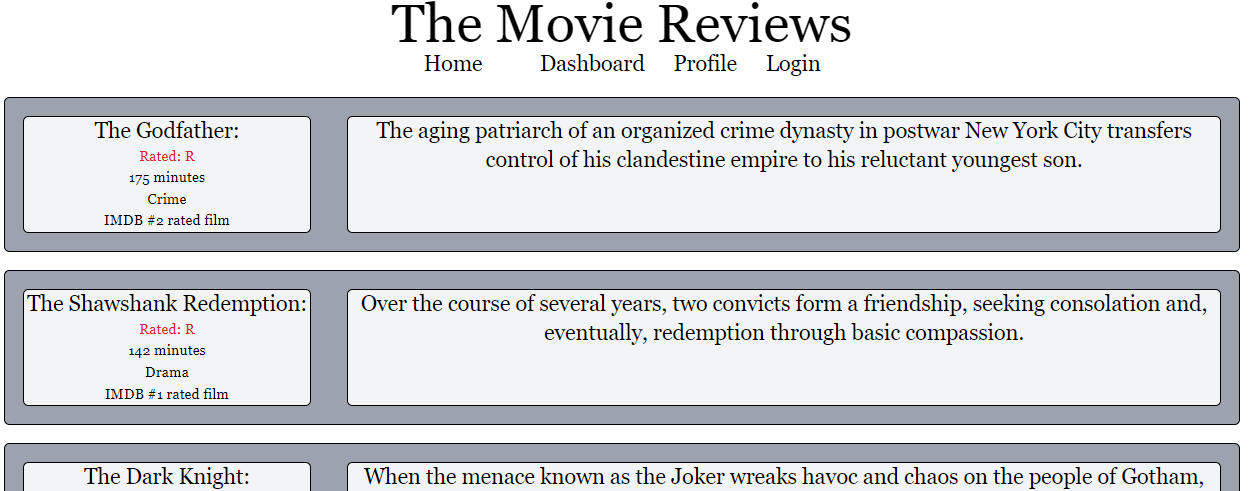 The Movie Reviews
Home Dashboard Profile Login
The Godfather:
Rated: R
175 minutes
Crime
IMDB #2 rated film
The aging patriarch of an organized crime dynasty in postwar New York City transfers
control of his clandestine empire to his reluctant youngest son.
The Shawshank Redemption:
Rated: R
142 minutes
Drama
IMDB #1 rated film
Over the course of several years, two convicts form a friendship, seeking consolation and,
eventually, redemption through basic compassion.
The Dark Knight:
When the menace known as the Joker wreaks havoc and chaos on the people of Gotham,